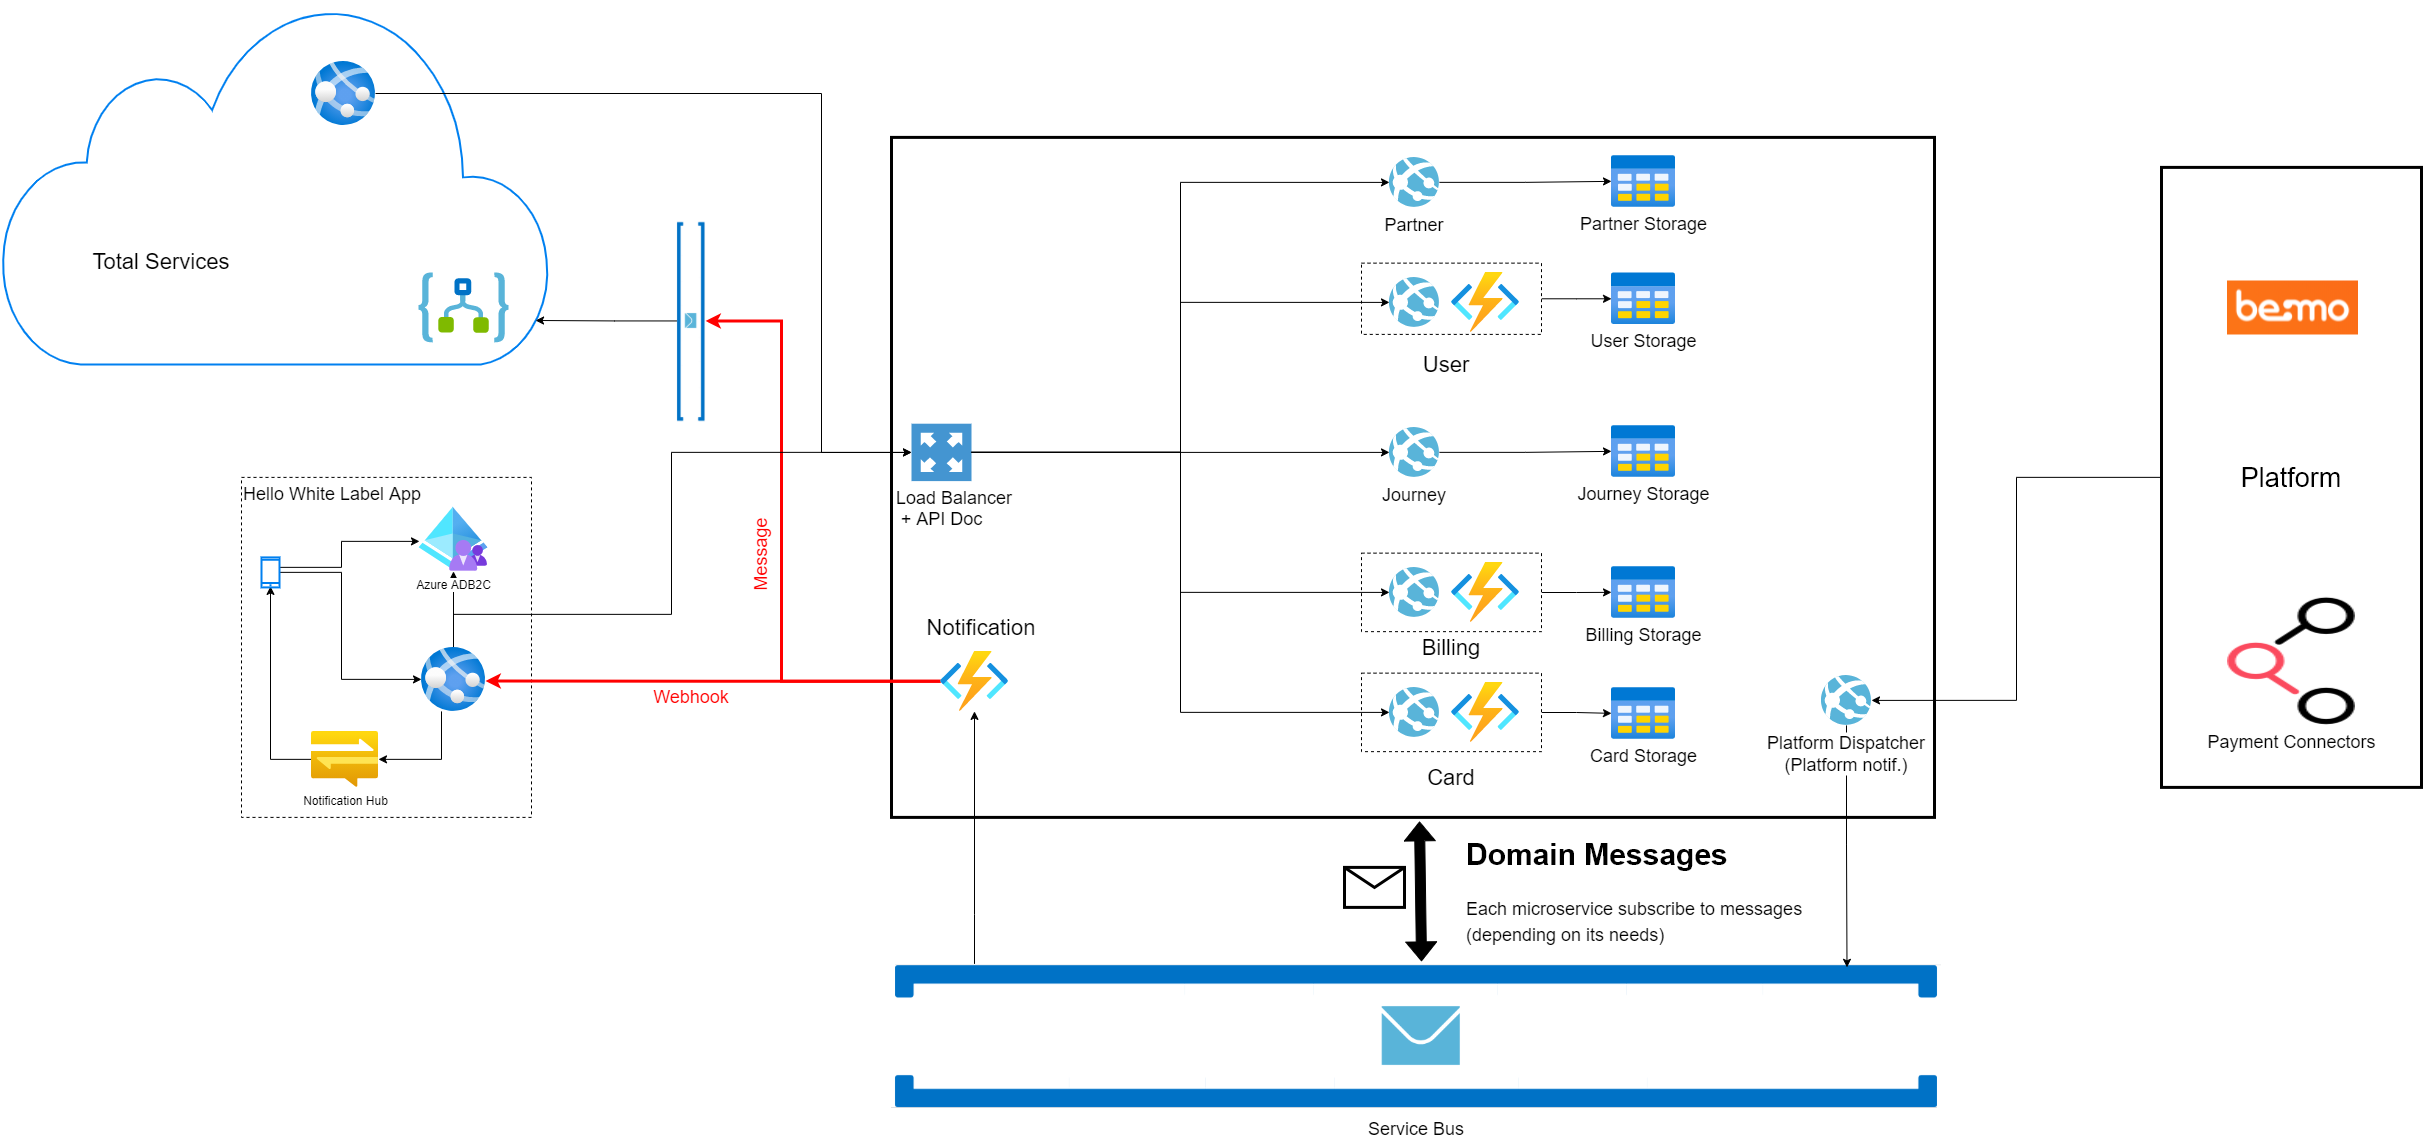 Total Services
Hello White Label App
Azure ADB2C
Notification Hub
Message
Webhook
Load Balancer
+ API Doc
Notification
Partner
Partner Storage
User
User Storage
Journey
Journey Storage
Billing
Billing Storage
Card
Card Storage
Platform Dispatcher
(Platform notif.)
be:mo
Platform
Payment Connectors
Domain Messages
Each microservice subscribe to messages
(depending on its needs)
Service Bus